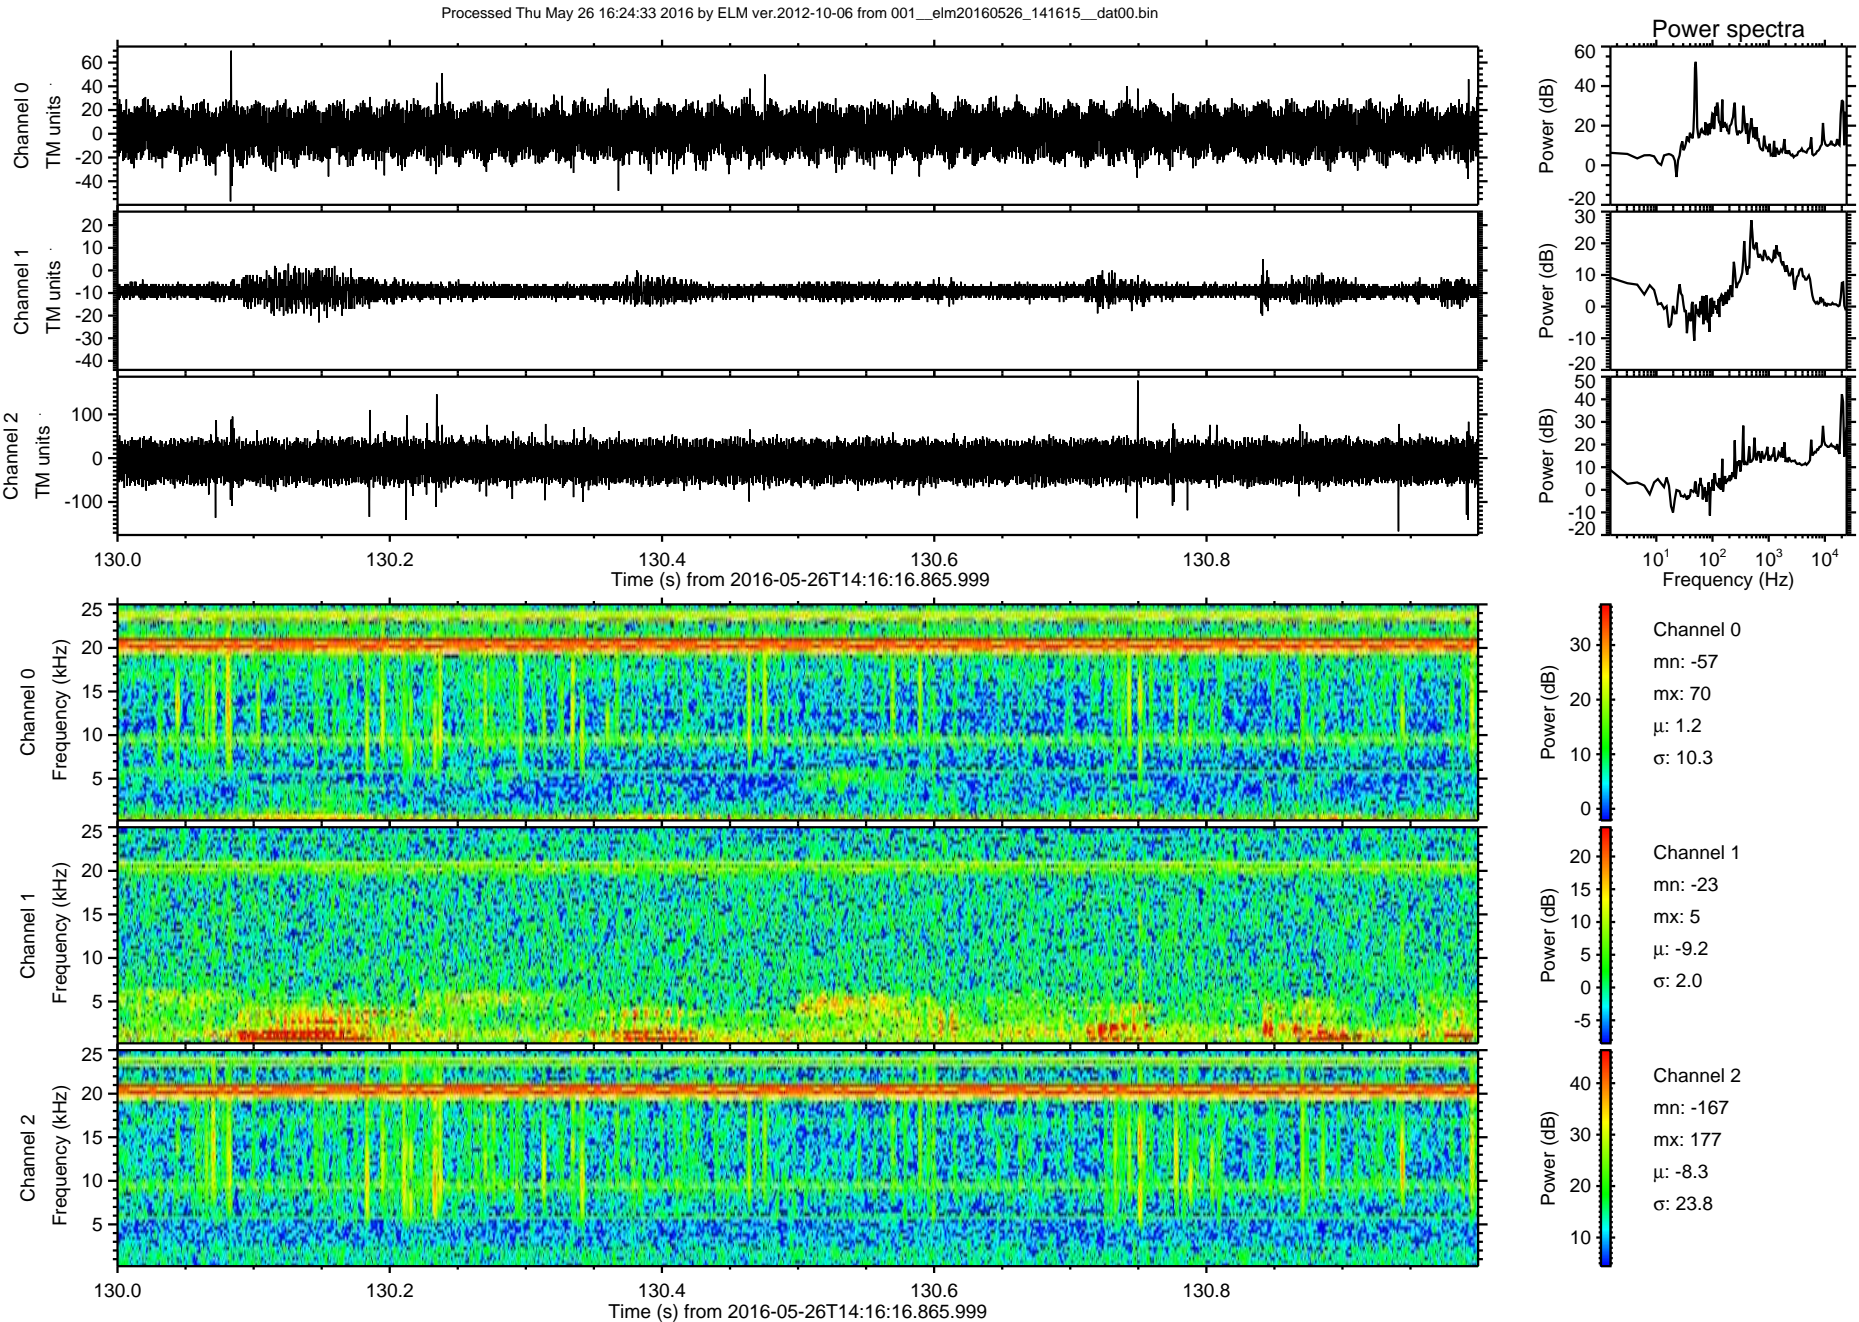 Processed Thu May 26 16:24:33 2016 by ELM ver.2012-10-06 from 001__elm20160526_141615__dat00.bin
Power spectra
Channel 0
TM units
60
40
20
0
-20
-40
Power (dB)
60
40
20
0
-20
Channel 1
TM units
20
10
0
-10
-20
-30
-40
Power (dB)
30
20
10
0
-10
-20
Channel 2
TM units
100
0
-100
Power (dB)
50
40
30
20
10
0
-10
-20
130.0 130.2 130.4 130.6 130.8
Time (s) from 2016-05-26T14:16:16.865.999
10¹ 10² 10³ 10⁴
Frequency (Hz)
Channel 0
Frequency (kHz)
25
20
15
10
5
Power (dB)
30
20
10
0
Channel 0
mn: -57
mx: 70
μ: 1.2
σ: 10.3
Channel 1
Frequency (kHz)
25
20
15
10
5
Power (dB)
20
15
10
5
0
-5
Channel 1
mn: -23
mx: 5
μ: -9.2
σ: 2.0
Channel 2
Frequency (kHz)
25
20
15
10
5
Power (dB)
40
30
20
10
Channel 2
mn: -167
mx: 177
μ: -8.3
σ: 23.8
130.0 130.2 130.4 130.6 130.8
Time (s) from 2016-05-26T14:16:16.865.999